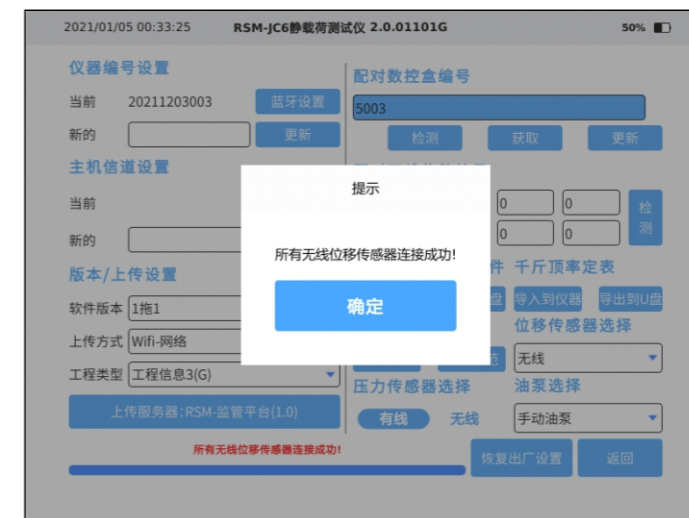 2021/01/05 00:33:25 RSM-JC6静载荷测试仪 2.0.01101G 50%
仪器编号设置
当前 20211203003 蓝牙设置
新的 更新
主机信道设置
当前
新的
版本/上传设置
软件版本 1拖1
上传方式 Wifi-网络
工程类型 工程信息3(G)
上传服务器:RSM-监管平台(1.0)
所有无线位移传感器连接成功!
配对数控盒编号
5003
检测 获取 更新
提示
所有无线位移传感器连接成功!
确定
0 0
0 0
检测
件 千斤顶率定表
盘 导入到仪器 导出到U盘
位移传感器选择
范 无线
压力传感器选择 油泵选择
有线 无线 手动油泵
恢复出厂设置 返回